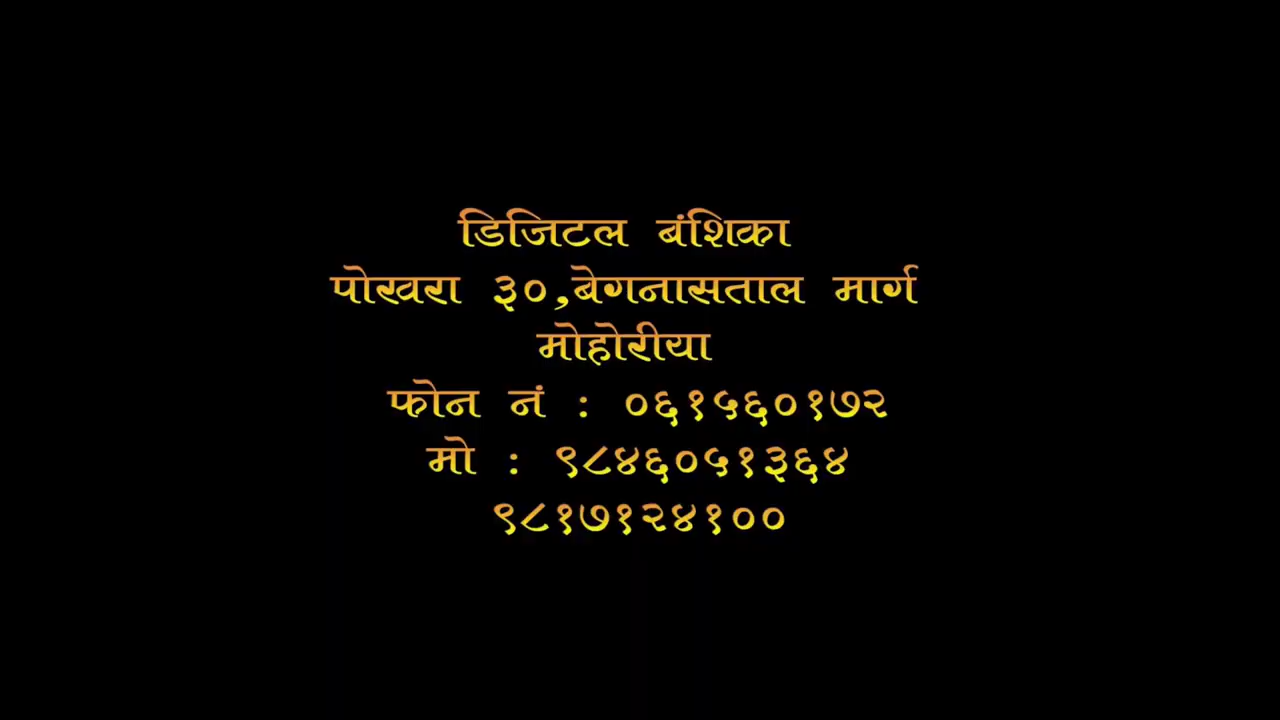 डिजिटल बंशिका
पोखरा ३०,बेगनासताल मार्ग
मोहोरीया
फोन नं : ०६१५६०१७२
मो : ९८४६०५१३६४
९८१७१२४१००